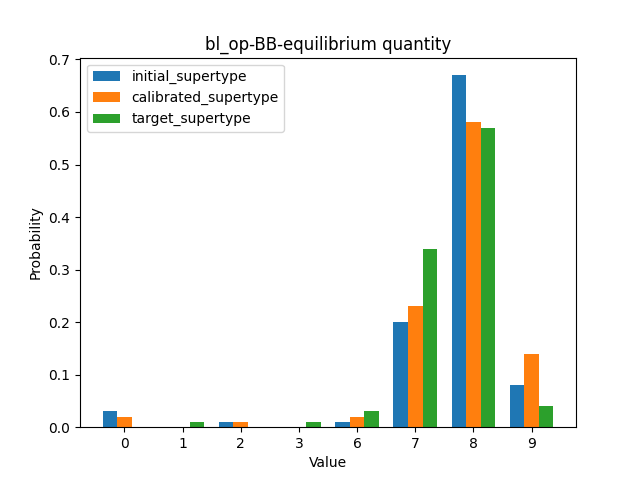 bl_op-BB-equilibrium quantity
initial_supertype
calibrated_supertype
target_supertype
Probability
0.7
0.6
0.5
0.4
0.3
0.2
0.1
0.0
0 1 2 3 6 7 8 9
Value